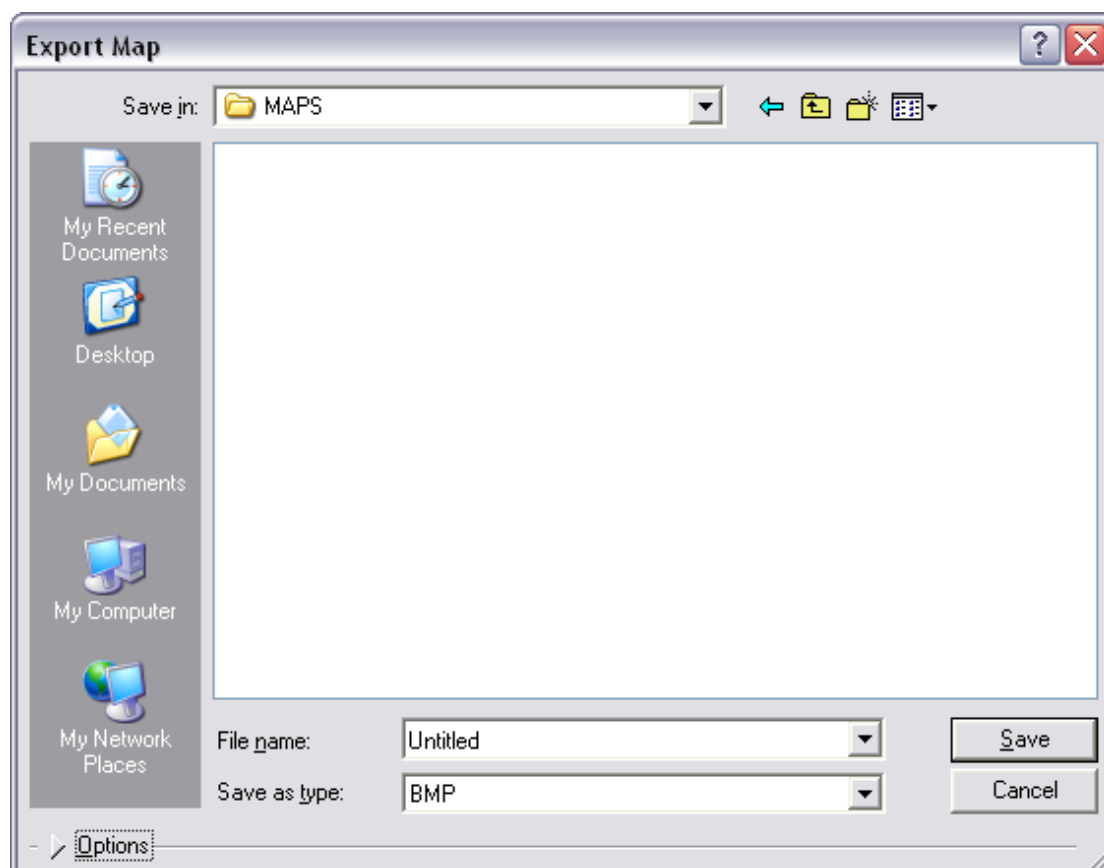 Export Map
Save in:
MAPS
My Recent
Documents
Desktop
My Documents
My Computer
My Network
Places
File name:
Untitled
Save
Save as type:
BMP
Cancel
Options